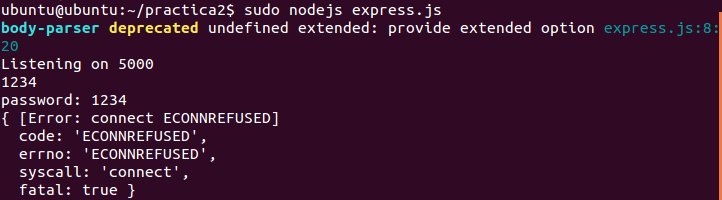 ubuntu@ubuntu:~/practica2$ sudo nodejs express.js
body-parser deprecated undefined extended: provide extended option express.js:8:
20
Listening on 5000
1234
password: 1234
{ [Error: connect ECONNREFUSED]
  code: 'ECONNREFUSED',
  errno: 'ECONNREFUSED',
  syscall: 'connect',
  fatal: true }